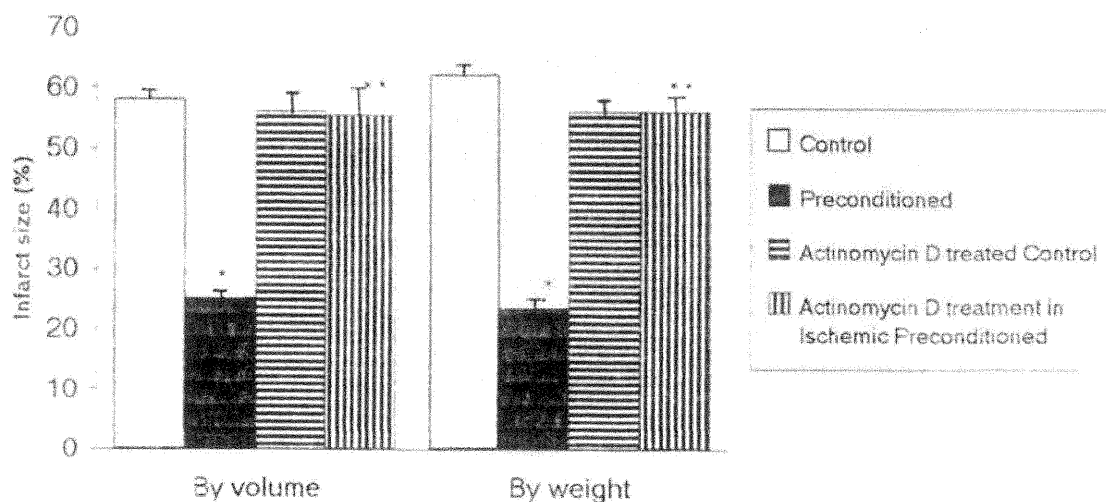 70
60
50
40
30
20
10
0
Infarct size (%)
*
**
*
**
By volume
By weight
Control
Preconditioned
Actinomycin D treated Control
Actinomycin D treatment in
Ischemic Preconditioned